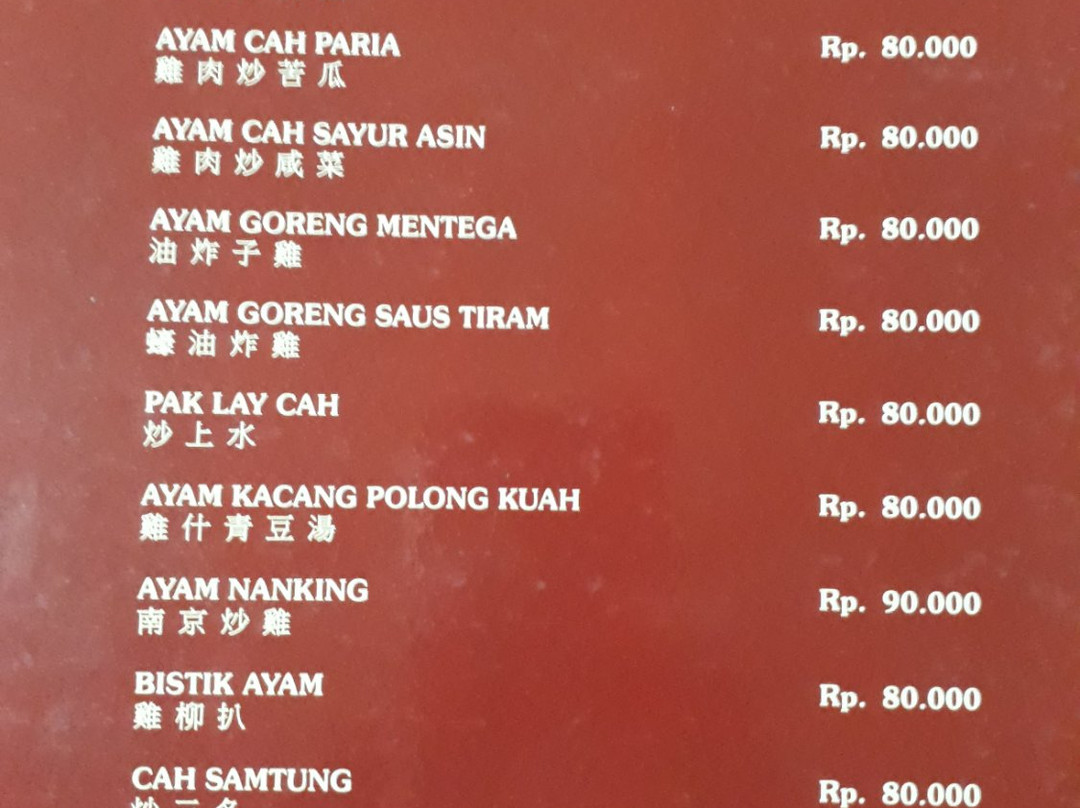 AYAM CAH PARIA Rp. 80.000
雞肉炒苦瓜
AYAM CAH SAYUR ASIN Rp. 80.000
雞肉炒咸菜
AYAM GORENG MENTEGA Rp. 80.000
油炸子雞
AYAM GORENG SAUS TIRAM Rp. 80.000
蠔油炸雞
PAK LAY CAH Rp. 80.000
炒上水
AYAM KACANG POLONG KUAH Rp. 80.000
雞什青豆湯
AYAM NANKING Rp. 90.000
南京炒雞
BISTIK AYAM Rp. 80.000
雞柳扒
CAH SAMTUNG Rp. 80.000